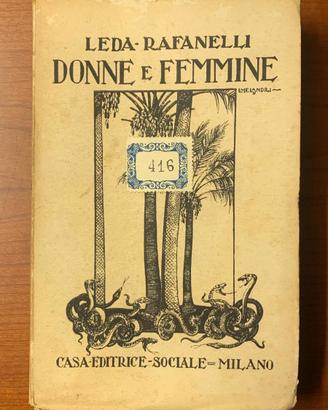 LEDA-RAFANELLI
DONNE E FEMMINE
416
CASA-EDITRICE-SOCIALE=MILANO